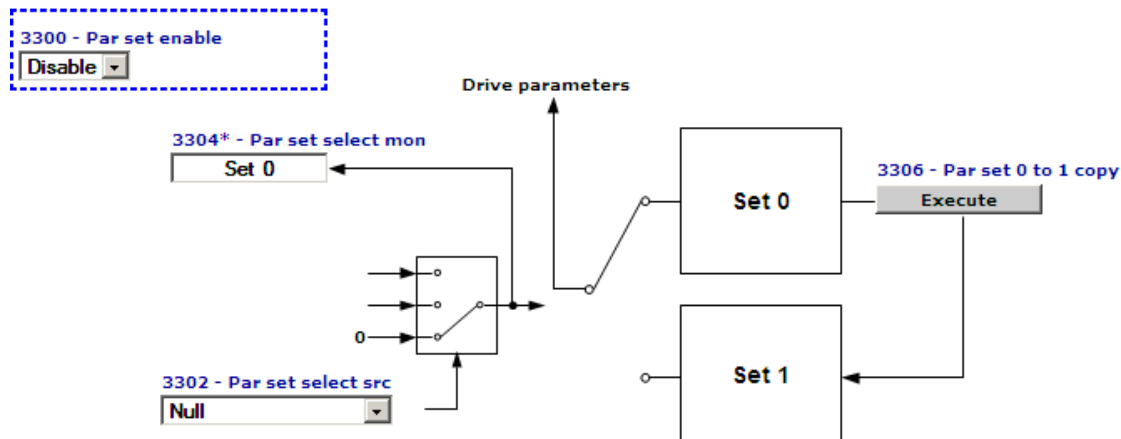 3300 - Par set enable
Disable
Drive parameters
3304* - Par set select mon
Set 0
Set 0
3306 - Par set 0 to 1 copy
Execute
0
3302 - Par set select src
Null
Set 1